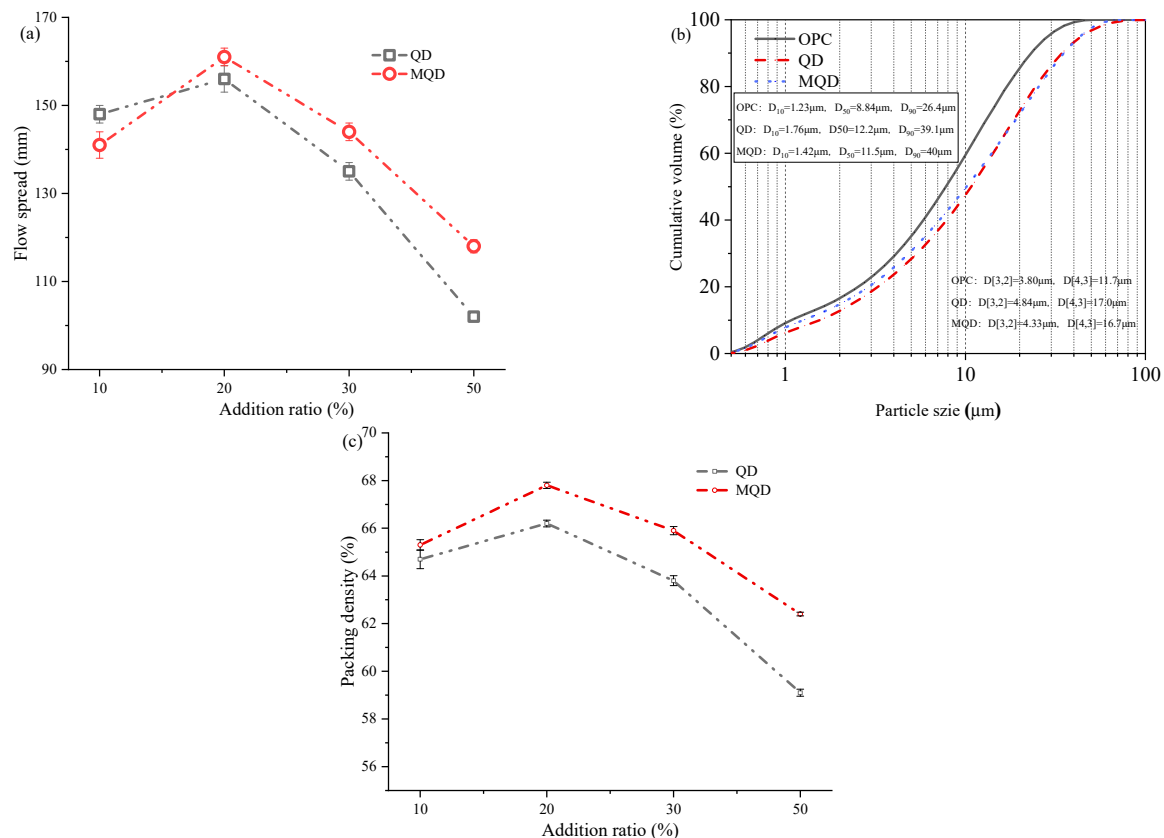 (a)
QD
MQD
Flow spread (mm)
160
150
140
130
120
110
100
90
10
20
30
50
Addition ratio (%)
(b)
OPC
QD
MQD
OPC: D10=1.23μm, D50=8.84μm, D90=26.4μm
QD: D10=1.76μm, D50=12.2μm, D90=39.1μm
MQD: D10=1.42μm, D50=11.5μm, D90=40μm
OPC: D[3,2]=3.80μm, D[4,3]=11.7μm
QD: D[3,2]=4.84μm, D[4,3]=17.0μm
MQD: D[3,2]=4.33μm, D[4,3]=16.7μm
Cumulative volume (%)
100
80
60
40
20
0
1
10
100
Particle szie (μm)
(c)
QD
MQD
Packing density (%)
70
68
66
64
62
60
58
56
10
20
30
50
Addition ratio (%)